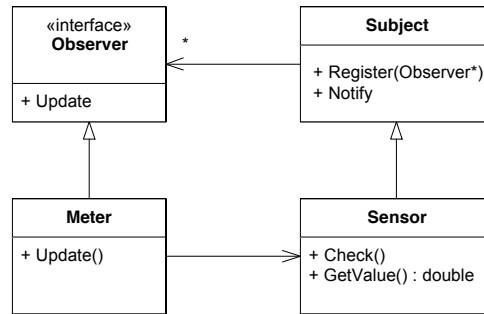 «interface»
Observer
+ Update
*
Subject
+ Register(Observer*)
+ Notify
Meter
+ Update()
Sensor
+ Check()
+ GetValue() : double